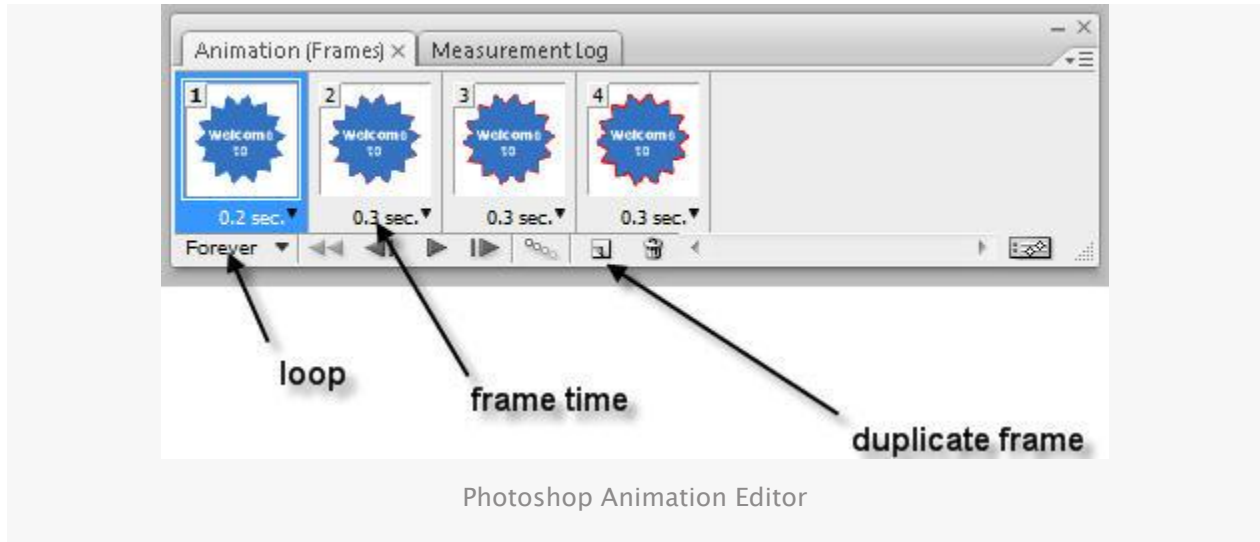 Animation (Frames) × Measurement Log
1 2 3 4
Welcome Welcome Welcome Welcome
to to to to
0.2 sec. 0.3 sec. 0.3 sec. 0.3 sec.
Forever
loop
frame time
duplicate frame
Photoshop Animation Editor